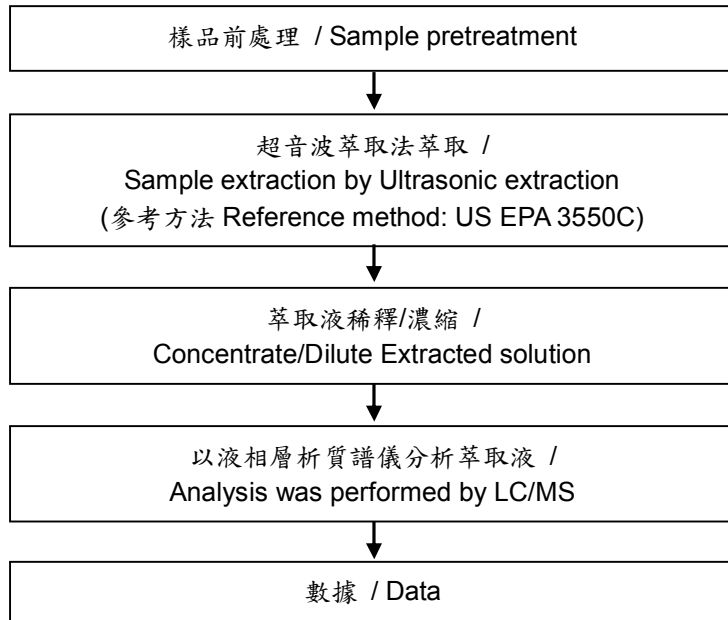 樣品前處理 / Sample pretreatment
超音波萃取法萃取 /
Sample extraction by Ultrasonic extraction
(參考方法 Reference method: US EPA 3550C)
萃取液稀釋/濃縮 /
Concentrate/Dilute Extracted solution
以液相層析質譜儀分析萃取液 /
Analysis was performed by LC/MS
數據 / Data